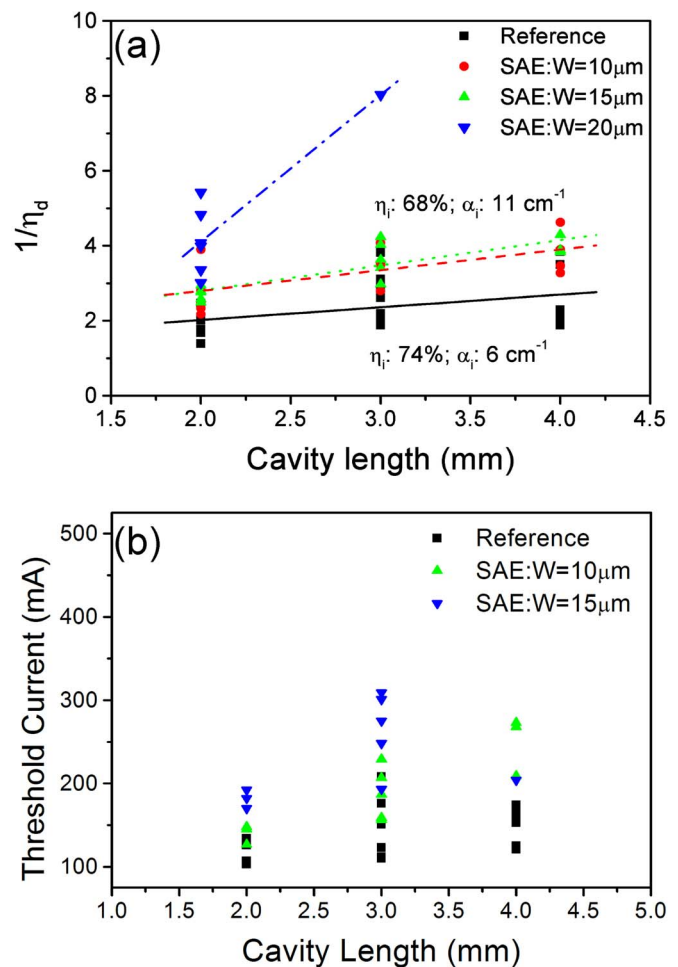 (a)
Reference
SAE:W=10μm
SAE:W=15μm
SAE:W=20μm
10
8
6
4
2
0
1/ηd
ηi: 68%; αi: 11 cm-1
ηi: 74%; αi: 6 cm-1
1.5 2.0 2.5 3.0 3.5 4.0 4.5
Cavity length (mm)
(b)
Reference
SAE:W=10μm
SAE:W=15μm
500
400
300
200
100
Threshold Current (mA)
1.0 1.5 2.0 2.5 3.0 3.5 4.0 4.5 5.0
Cavity Length (mm)